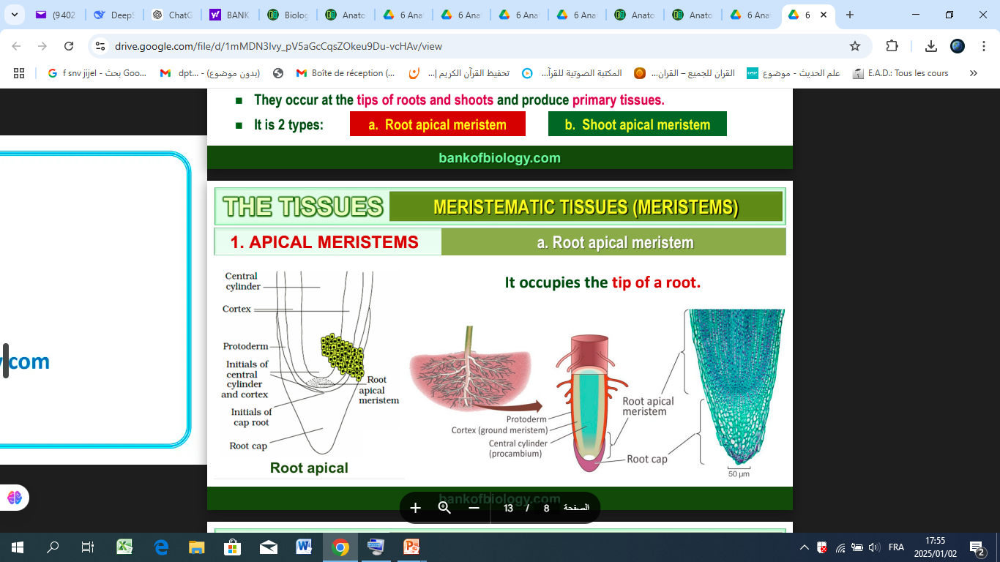 (9 402
DeepS
ChatG
BANK
Biolog
Anato
6 Ana
6 Ana
6 Ana
6 Ana
Anato
Anato
6 Ana
6
drive.google.com/file/d/1mMDN3Ivy_pV5aGcCqsZOkeu9Du-vcHAv/view
f snv jijel - بحث Goo...
dpt... - (بدون موضوع)
Boîte de réception (...
تحفيظ القرآن الكريم |...
المكتبة الصوتية للقرآ...
القران للجميع – القران...
علم الحديث - موضوع
E.A.D.: Tous les cours
They occur at the tips of roots and shoots and produce primary tissues.
It is 2 types:
a. Root apical meristem
b. Shoot apical meristem
bankofbiology.com
THE TISSUES
MERISTEMATIC TISSUES (MERISTEMS)
1. APICAL MERISTEMS
a. Root apical meristem
It occupies the tip of a root.
Central
cylinder
Cortex
Protoderm
Initials of
central
cylinder
and cortex
Root
apical
meristem
Initials of
cap root
Root cap
Root apical
Protoderm
Cortex (ground meristem)
Central cylinder
(procambium)
Root apical
meristem
Root cap
50 µm
com
bankofbiology.com
13 / 8 الصفحة
FRA
17:55
2025/01/02
2